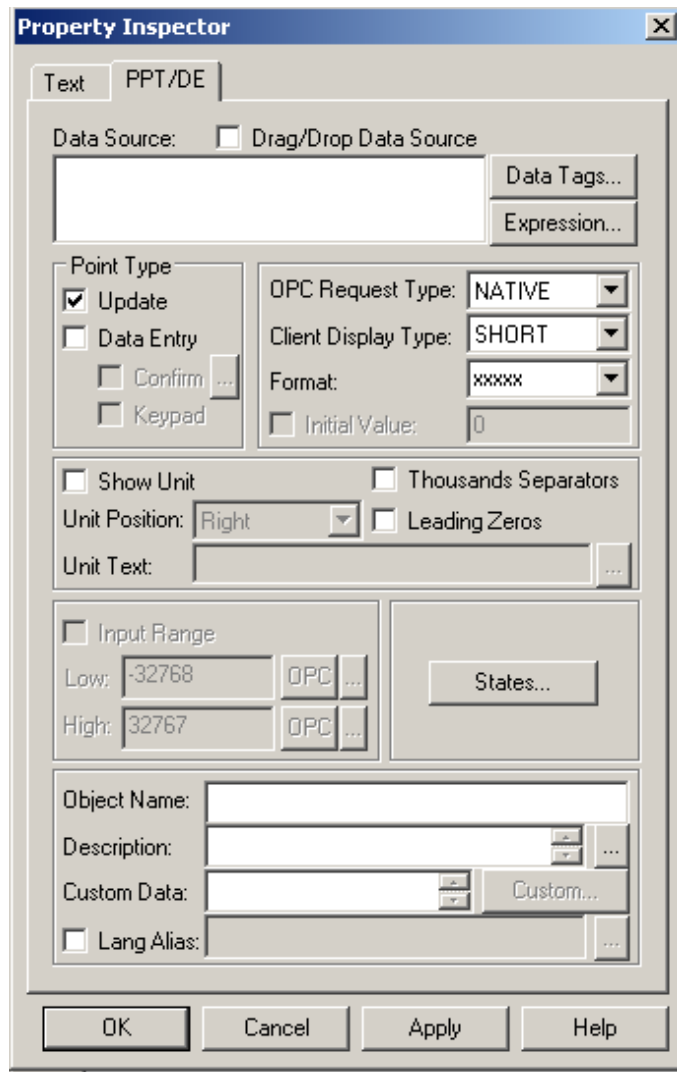 Property Inspector
Text PPT/DE
Data Source: Drag/Drop Data Source
Data Tags...
Expression...
Point Type
Update
Data Entry
Confirm ...
Keypad
OPC Request Type: NATIVE
Client Display Type: SHORT
Format: xxxxx
Initial Value: 0
Show Unit Thousands Separators
Unit Position: Right Leading Zeros
Unit Text: ...
Input Range
Low: -32768 OPC ...
High: 32767 OPC ...
States...
Object Name:
Description: ...
Custom Data: Custom...
Lang Alias: ...
OK Cancel Apply Help